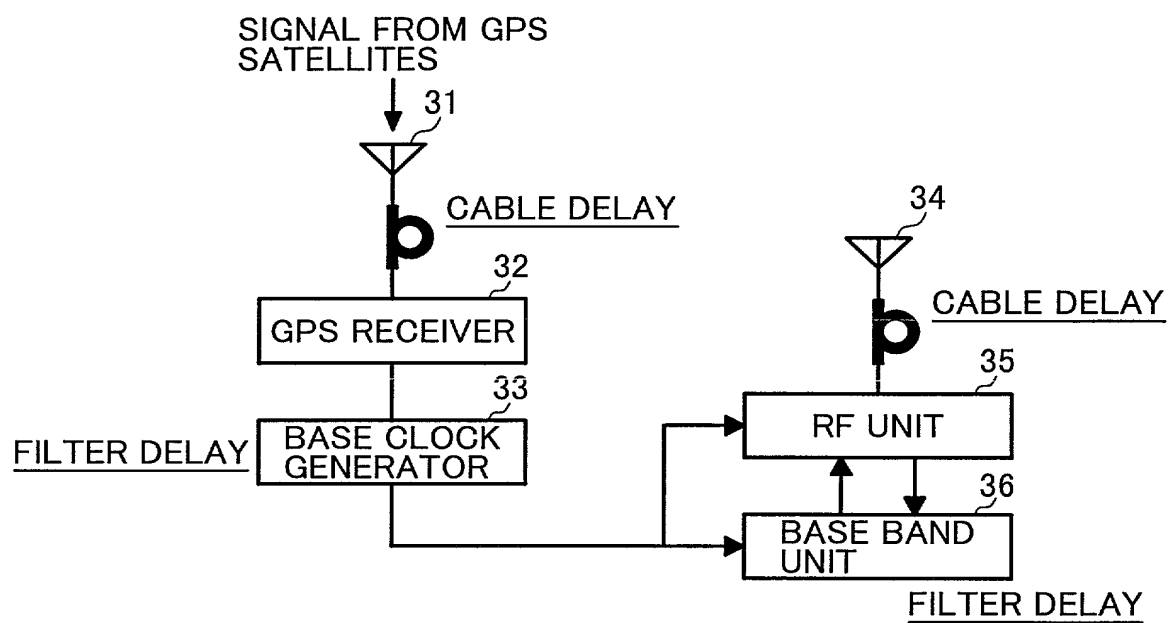 SIGNAL FROM GPS
SATELLITES
31
CABLE DELAY
34
32
GPS RECEIVER
CABLE DELAY
33
35
BASE CLOCK
GENERATOR
FILTER DELAY
RF UNIT
36
BASE BAND
UNIT
FILTER DELAY